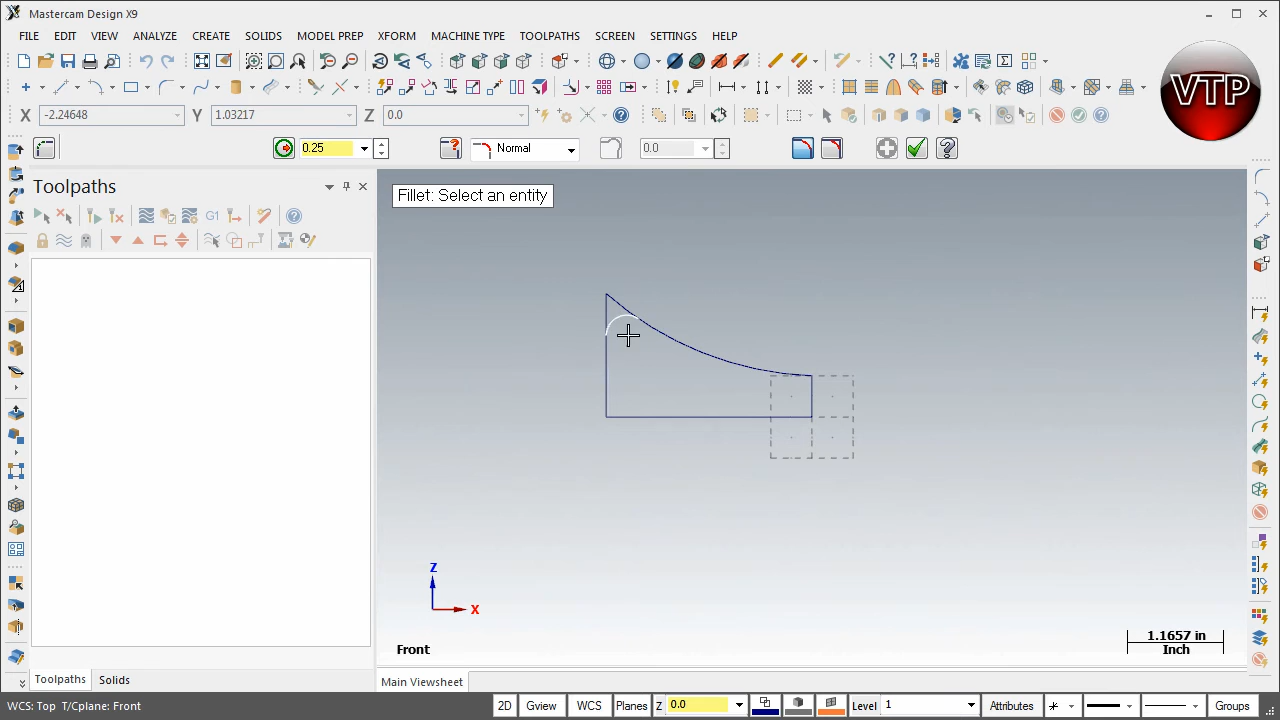 Mastercam Design X9
FILE EDIT VIEW ANALYZE CREATE SOLIDS MODEL PREP XFORM MACHINE TYPE TOOLPATHS SCREEN SETTINGS HELP
VTP
X -2.24648 Y 1.03217 Z 0.0
0.25 Normal 0.0
Toolpaths
Fillet: Select an entity
G1
Z
X
Front
1.1657 in
Inch
Toolpaths Solids
Main Viewsheet
WCS: Top T/Cplane: Front 2D Gview WCS Planes Z 0.0 Level 1 Attributes Groups